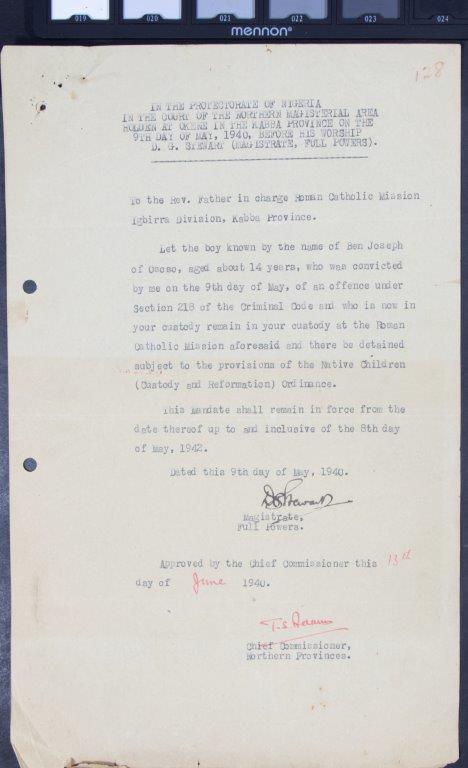 019 020 021 022 023 024
mennon
128
IN THE PROTECTORATE OF NIGERIA
IN THE COURT OF THE NORTHERN MAGISTERIAL AREA
HOLDEN AT OKENE IN THE KABBA PROVINCE ON THE
9TH DAY OF MAY, 1940, BEFORE HIS WORSHIP
D. G. STEWART (MAGISTRATE, FULL POWERS).
To the Rev. Father in charge Roman Catholic Mission
Igbirra Division, Kabba Province.
Let the boy known by the name of Ben Joseph
of Ososo, aged about 14 years, who was convicted
by me on the 9th day of May, of an offence under
Section 218 of the Criminal Code and who is now in
your custody remain in your custody at the Roman
Catholic Mission aforesaid and there be detained
subject to the provisions of the Native Children
(Custody and Reformation) Ordinance.
This Mandate shall remain in force from the
date thereof up to and inclusive of the 8th day
of May, 1942.
Dated this 9th day of May, 1940.
DGStewart
Magistrate,
Full Powers.
Approved by the Chief Commissioner this 13th
day of June 1940.
T.S. Adams
Chief Commissioner,
Northern Provinces.